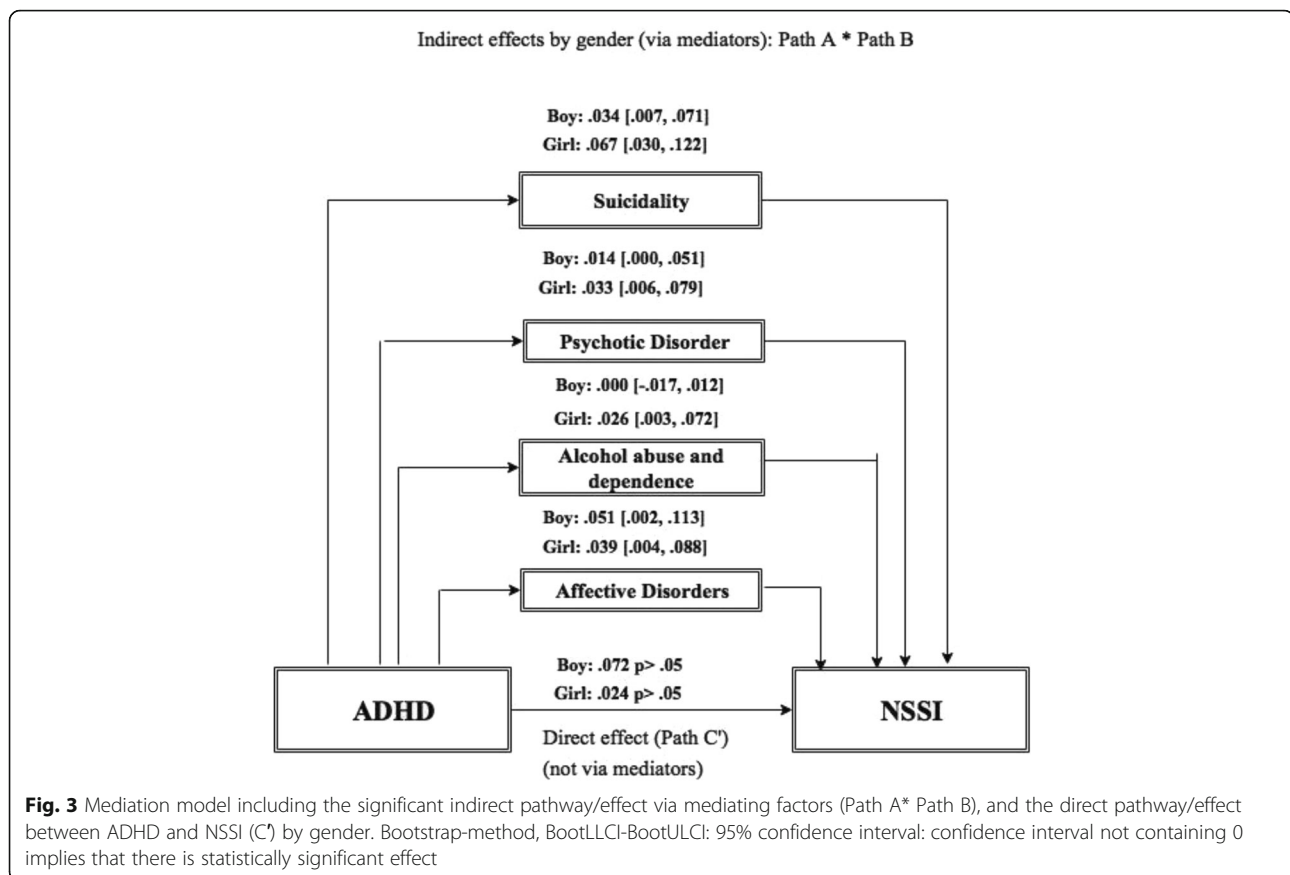 Indirect effects by gender (via mediators): Path A * Path B
Boy: .034 [.007, .071]
Girl: .067 [.030, .122]
Suicidality
Boy: .014 [.000, .051]
Girl: .033 [.006, .079]
Psychotic Disorder
Boy: .000 [-.017, .012]
Girl: .026 [.003, .072]
Alcohol abuse and
dependence
Boy: .051 [.002, .113]
Girl: .039 [.004, .088]
Affective Disorders
Boy: .072 p> .05
Girl: .024 p> .05
ADHD
NSSI
Direct effect (Path C')
(not via mediators)
Fig. 3 Mediation model including the significant indirect pathway/effect via mediating factors (Path A* Path B), and the direct pathway/effect
between ADHD and NSSI (C′) by gender. Bootstrap-method, BootLLCI-BootULCI: 95% confidence interval: confidence interval not containing 0
implies that there is statistically significant effect